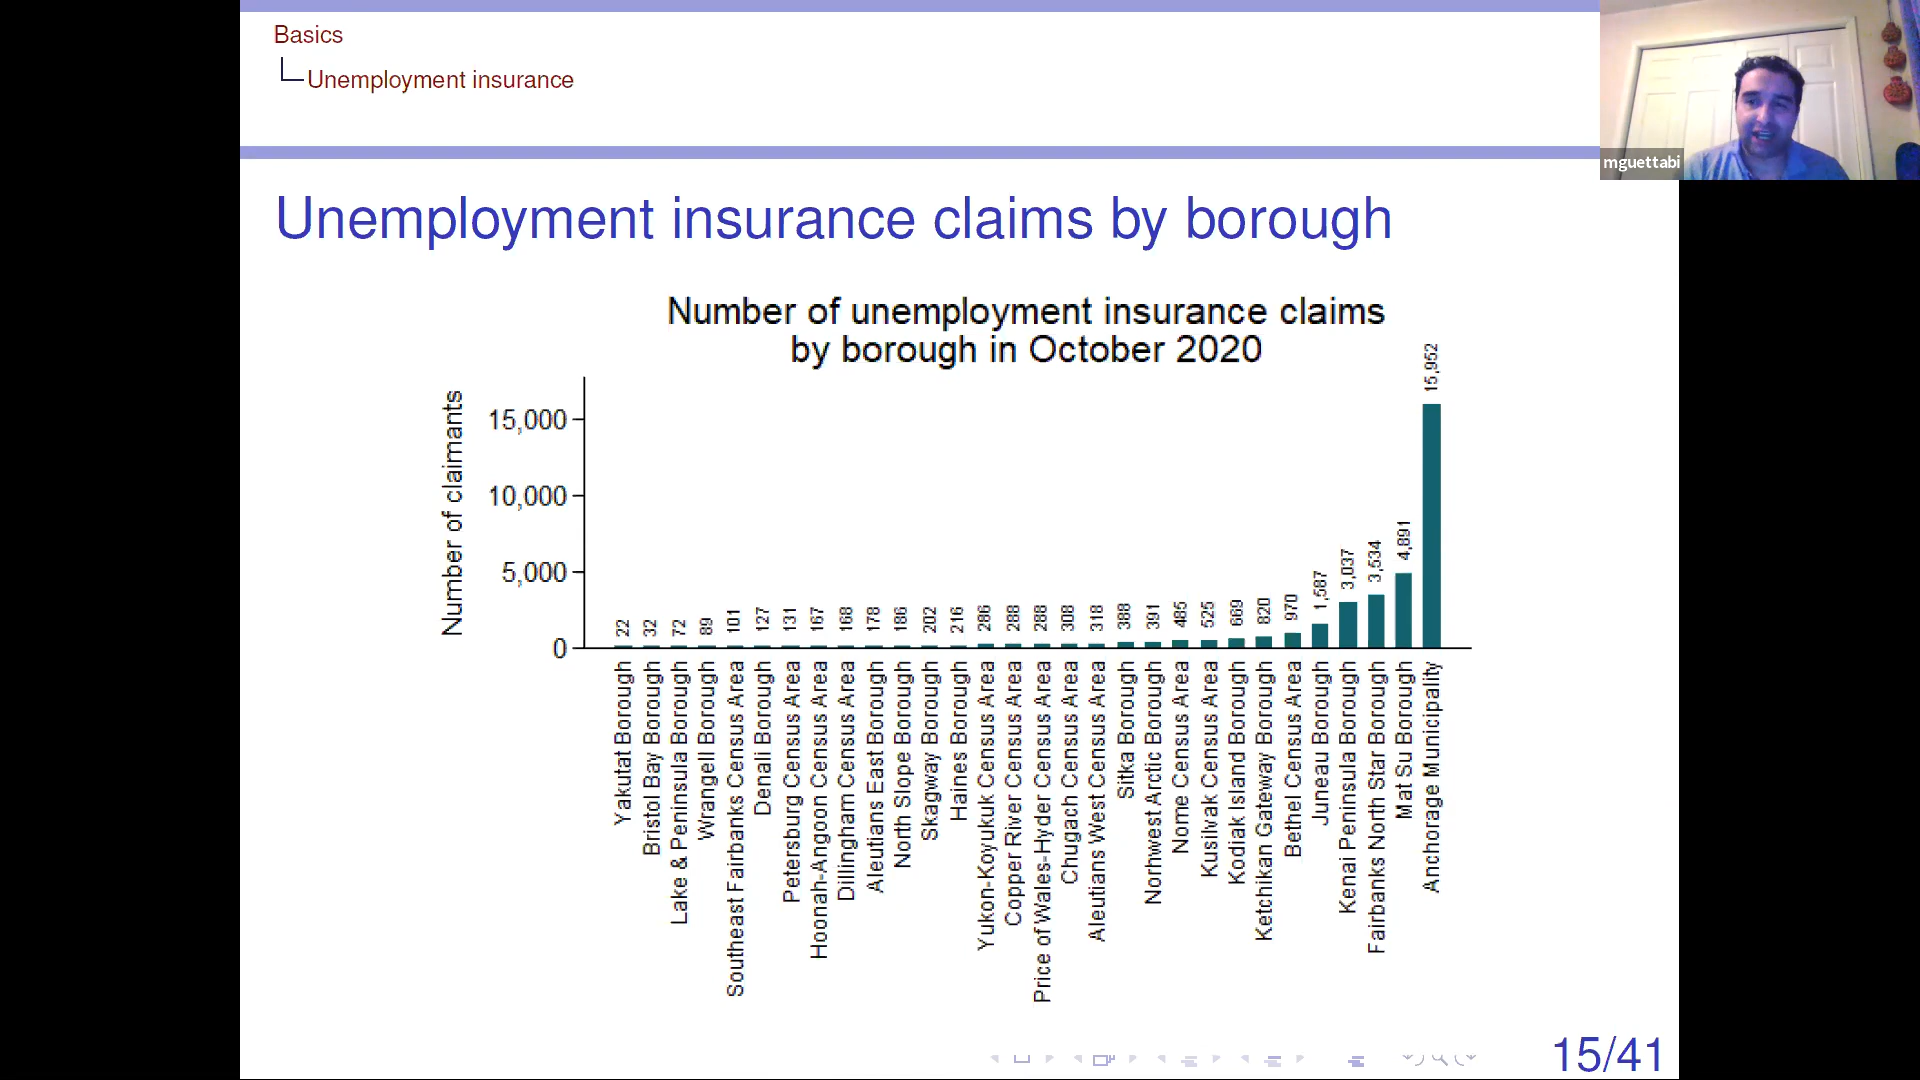 Basics
Unemployment insurance
mguettabi
Unemployment insurance claims by borough
Number of unemployment insurance claims
by borough in October 2020
Number of claimants
15,000
10,000
5,000
0
22
32
72
89
101
127
131
167
168
178
186
202
216
286
288
288
308
318
388
391
485
525
669
820
970
1,587
3,037
3,534
4,891
15,952
Yakutat Borough
Bristol Bay Borough
Lake & Peninsula Borough
Wrangell Borough
Southeast Fairbanks Census Area
Denali Borough
Petersburg Census Area
Hoonah-Angoon Census Area
Dillingham Census Area
Aleutians East Borough
North Slope Borough
Skagway Borough
Haines Borough
Yukon-Koyukuk Census Area
Copper River Census Area
Price of Wales-Hyder Census Area
Chugach Census Area
Aleutians West Census Area
Sitka Borough
Norhwest Arctic Borough
Nome Census Area
Kusilvak Census Area
Kodiak Island Borough
Ketchikan Gateway Borough
Bethel Census Area
Juneau Borough
Kenai Peninsula Borough
Fairbanks North Star Borough
Mat Su Borough
Anchorage Municipality
15/41